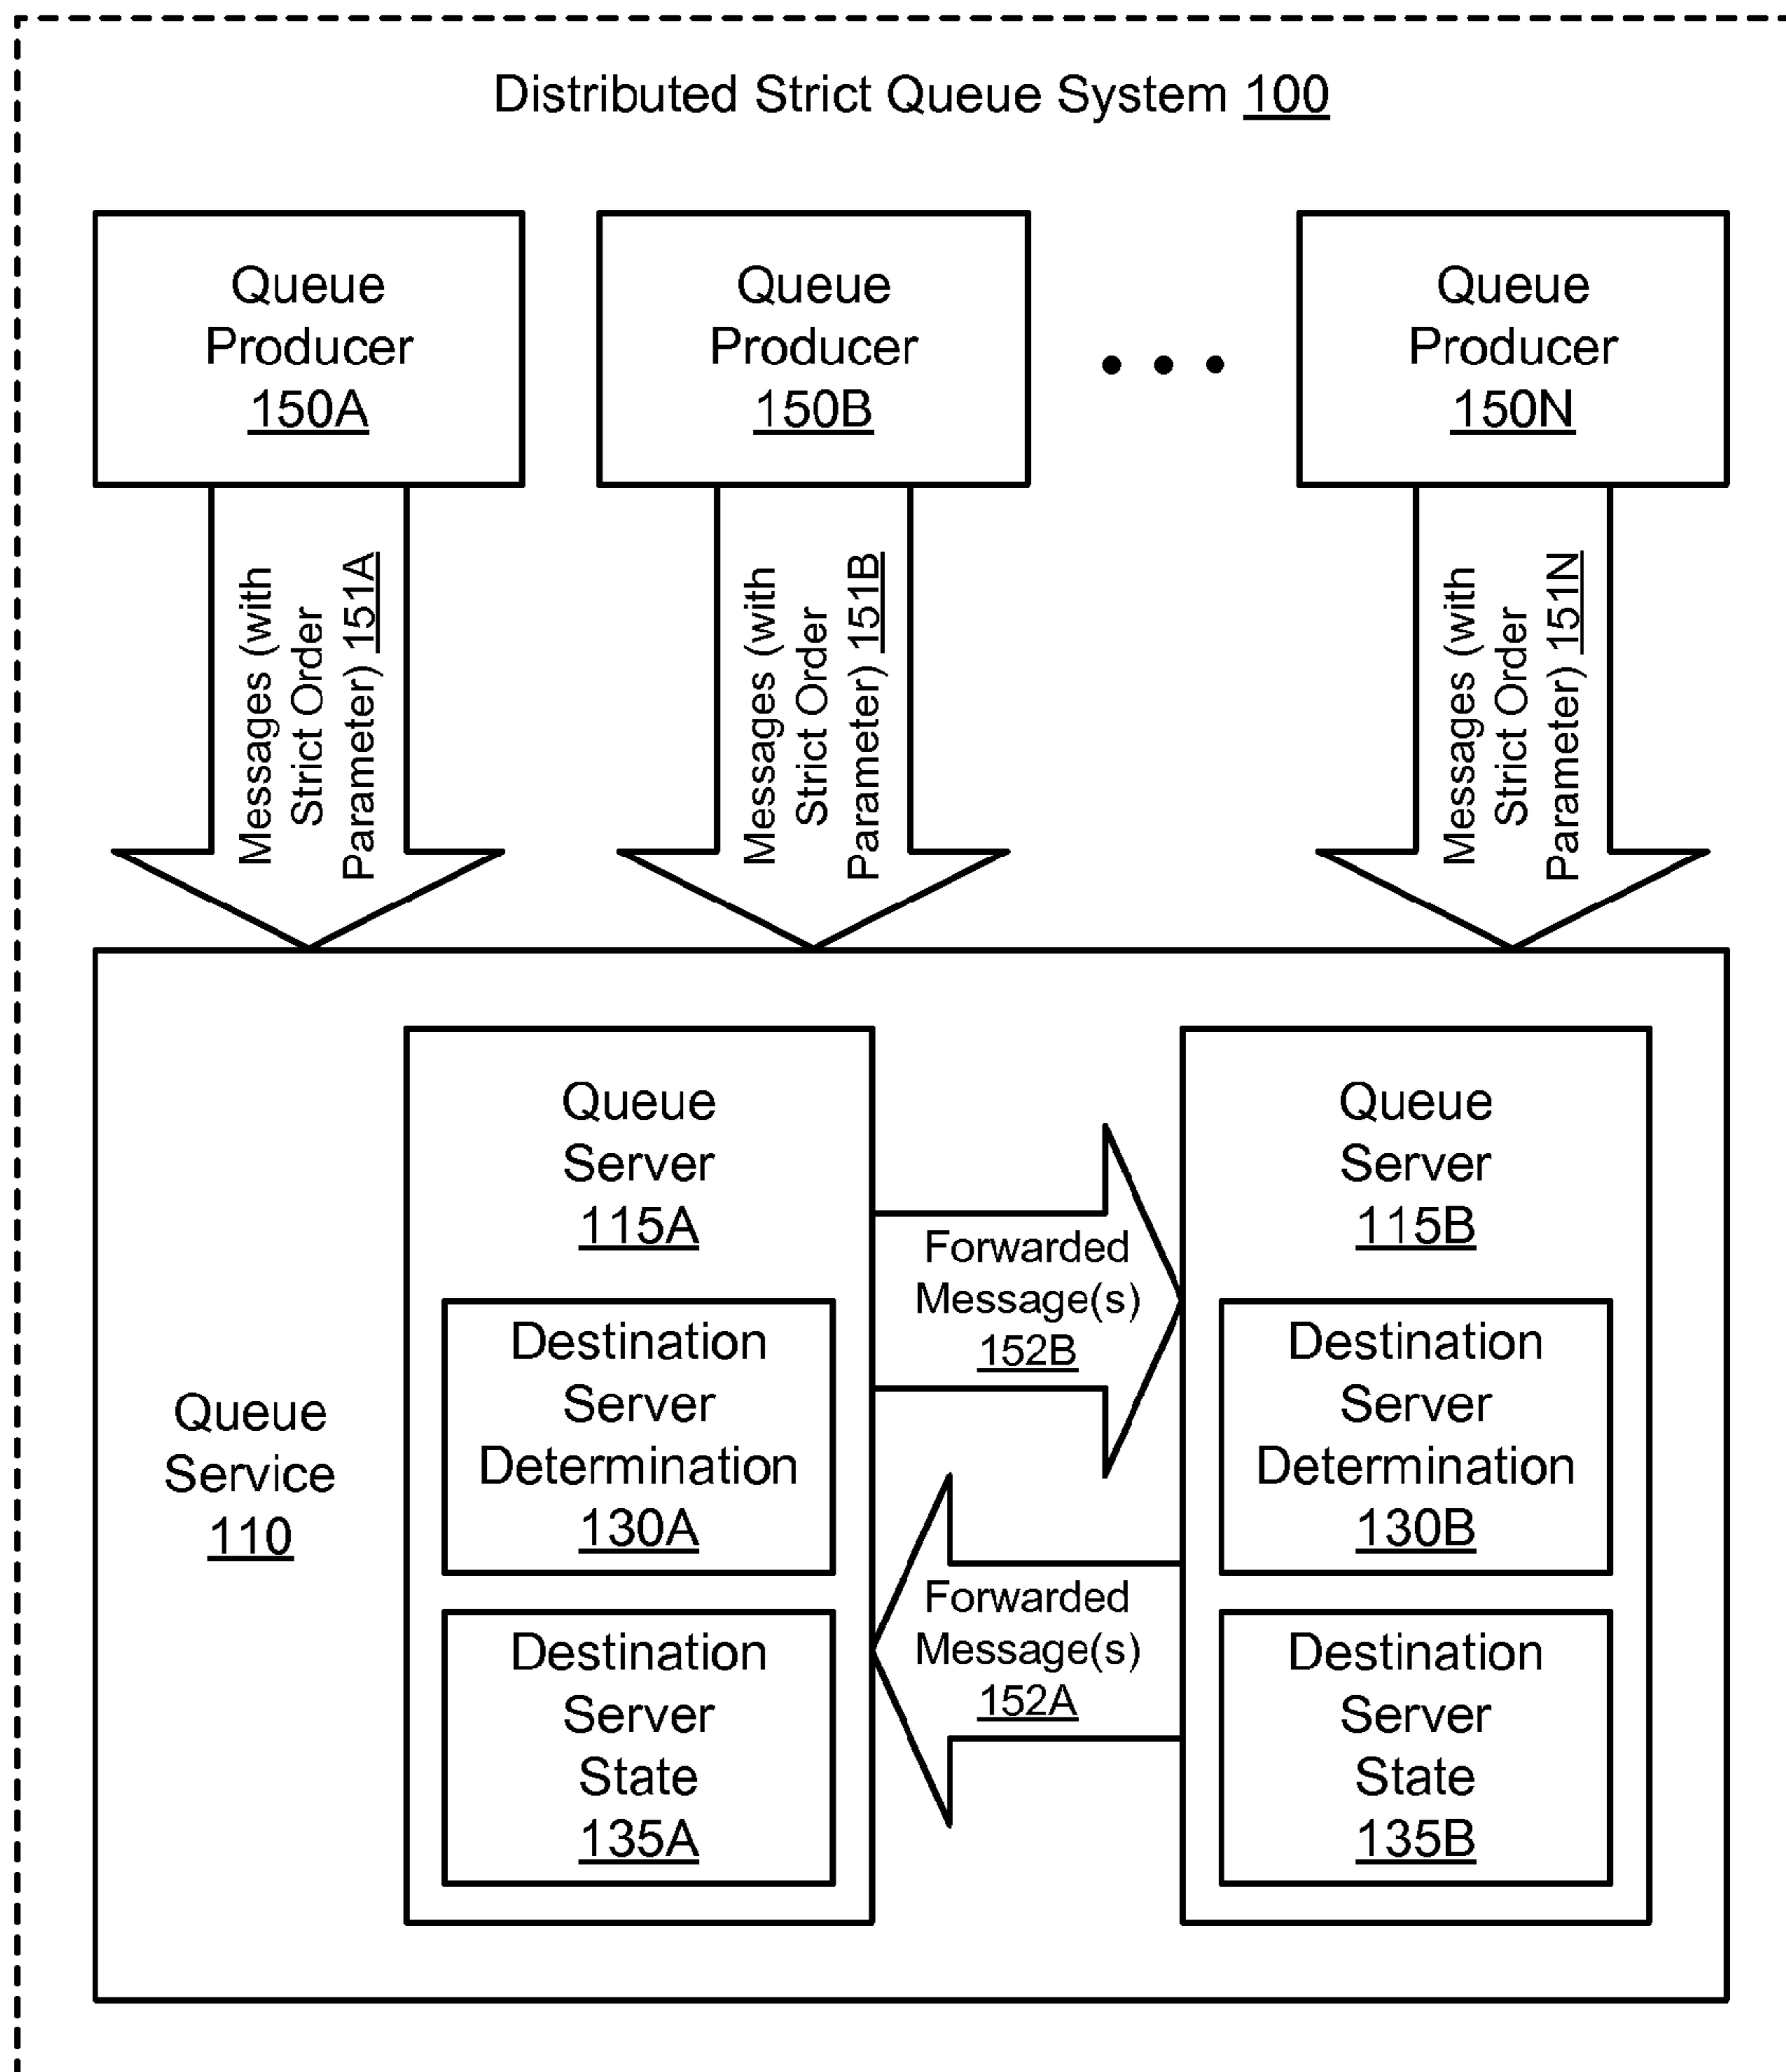 Distributed Strict Queue System 100
Queue
Producer
150A
Queue
Producer
150B
Queue
Producer
150N
Messages (with
Strict Order
Parameter) 151A
Messages (with
Strict Order
Parameter) 151B
Messages (with
Strict Order
Parameter) 151N
Queue
Service
110
Queue
Server
115A
Destination
Server
Determination
130A
Destination
Server
State
135A
Forwarded
Message(s)
152B
Forwarded
Message(s)
152A
Queue
Server
115B
Destination
Server
Determination
130B
Destination
Server
State
135B